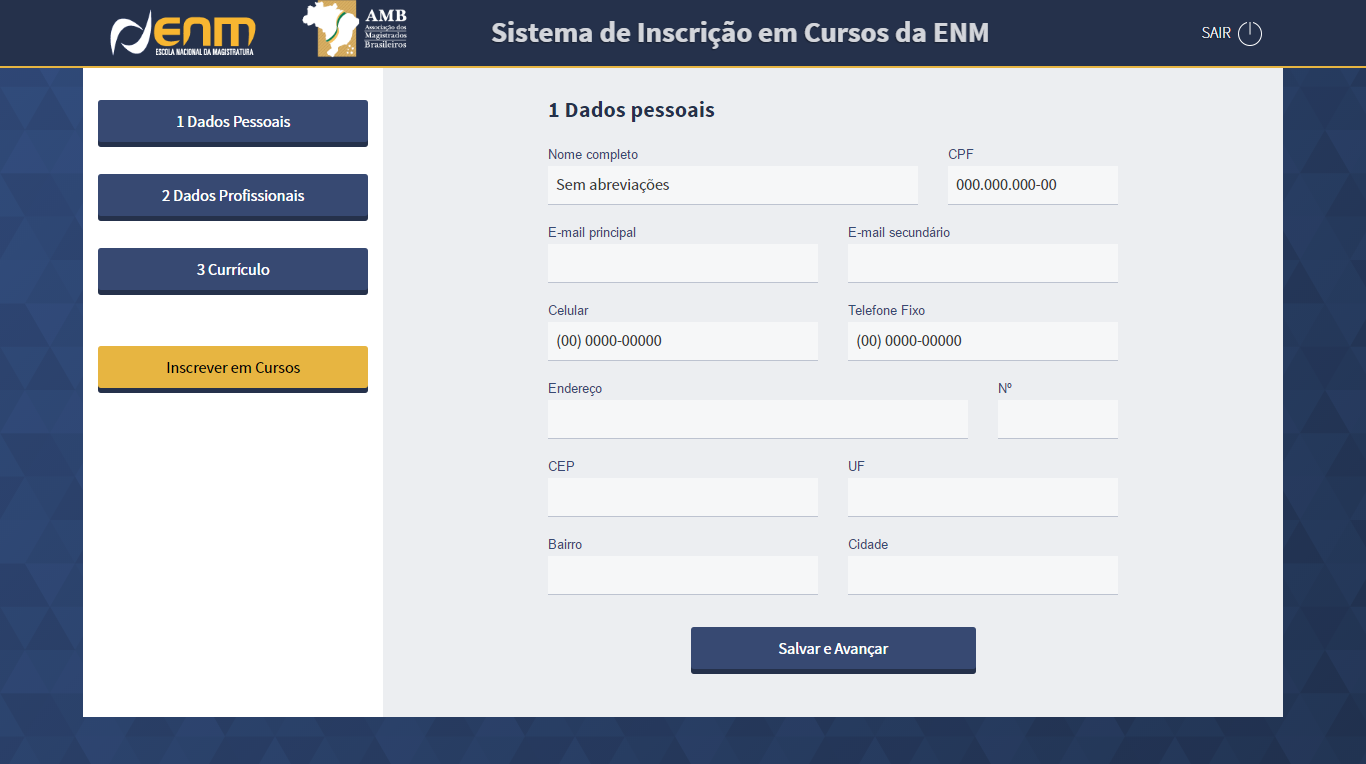 ENM
ESCOLA NACIONAL DA MAGISTRATURA
AMB
Associação dos
Magistrados
Brasileiros
Sistema de Inscrição em Cursos da ENM
SAIR
1 Dados Pessoais
2 Dados Profissionais
3 Currículo
Inscrever em Cursos
1 Dados pessoais
Nome completo
CPF
Sem abreviações
000.000.000-00
E-mail principal
E-mail secundário
Celular
Telefone Fixo
(00) 0000-00000
(00) 0000-00000
Endereço
Nº
CEP
UF
Bairro
Cidade
Salvar e Avançar